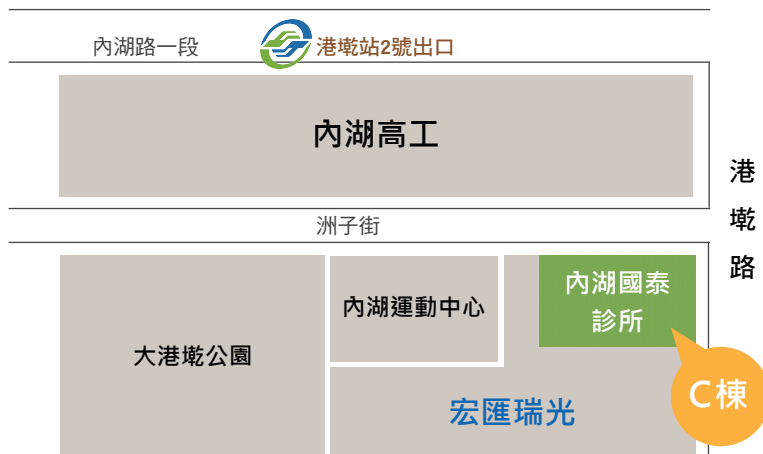 內湖路一段
港墘站2號出口
內湖高工
港墘路
洲子街
大港墘公園
內湖運動中心
內湖國泰
診所
宏匯瑞光
C棟